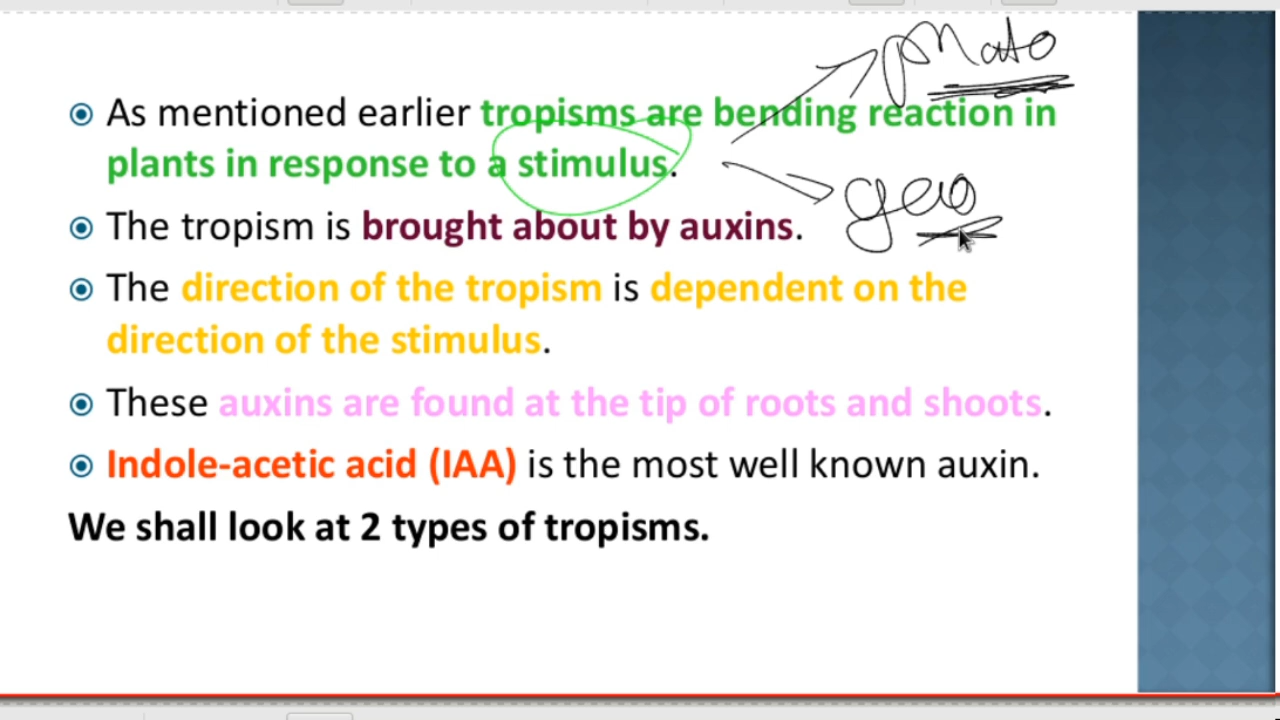 photo
As mentioned earlier tropisms are bending reaction in
plants in response to a stimulus.
geo
The tropism is brought about by auxins.
The direction of the tropism is dependent on the
direction of the stimulus.
These auxins are found at the tip of roots and shoots.
Indole-acetic acid (IAA) is the most well known auxin.
We shall look at 2 types of tropisms.